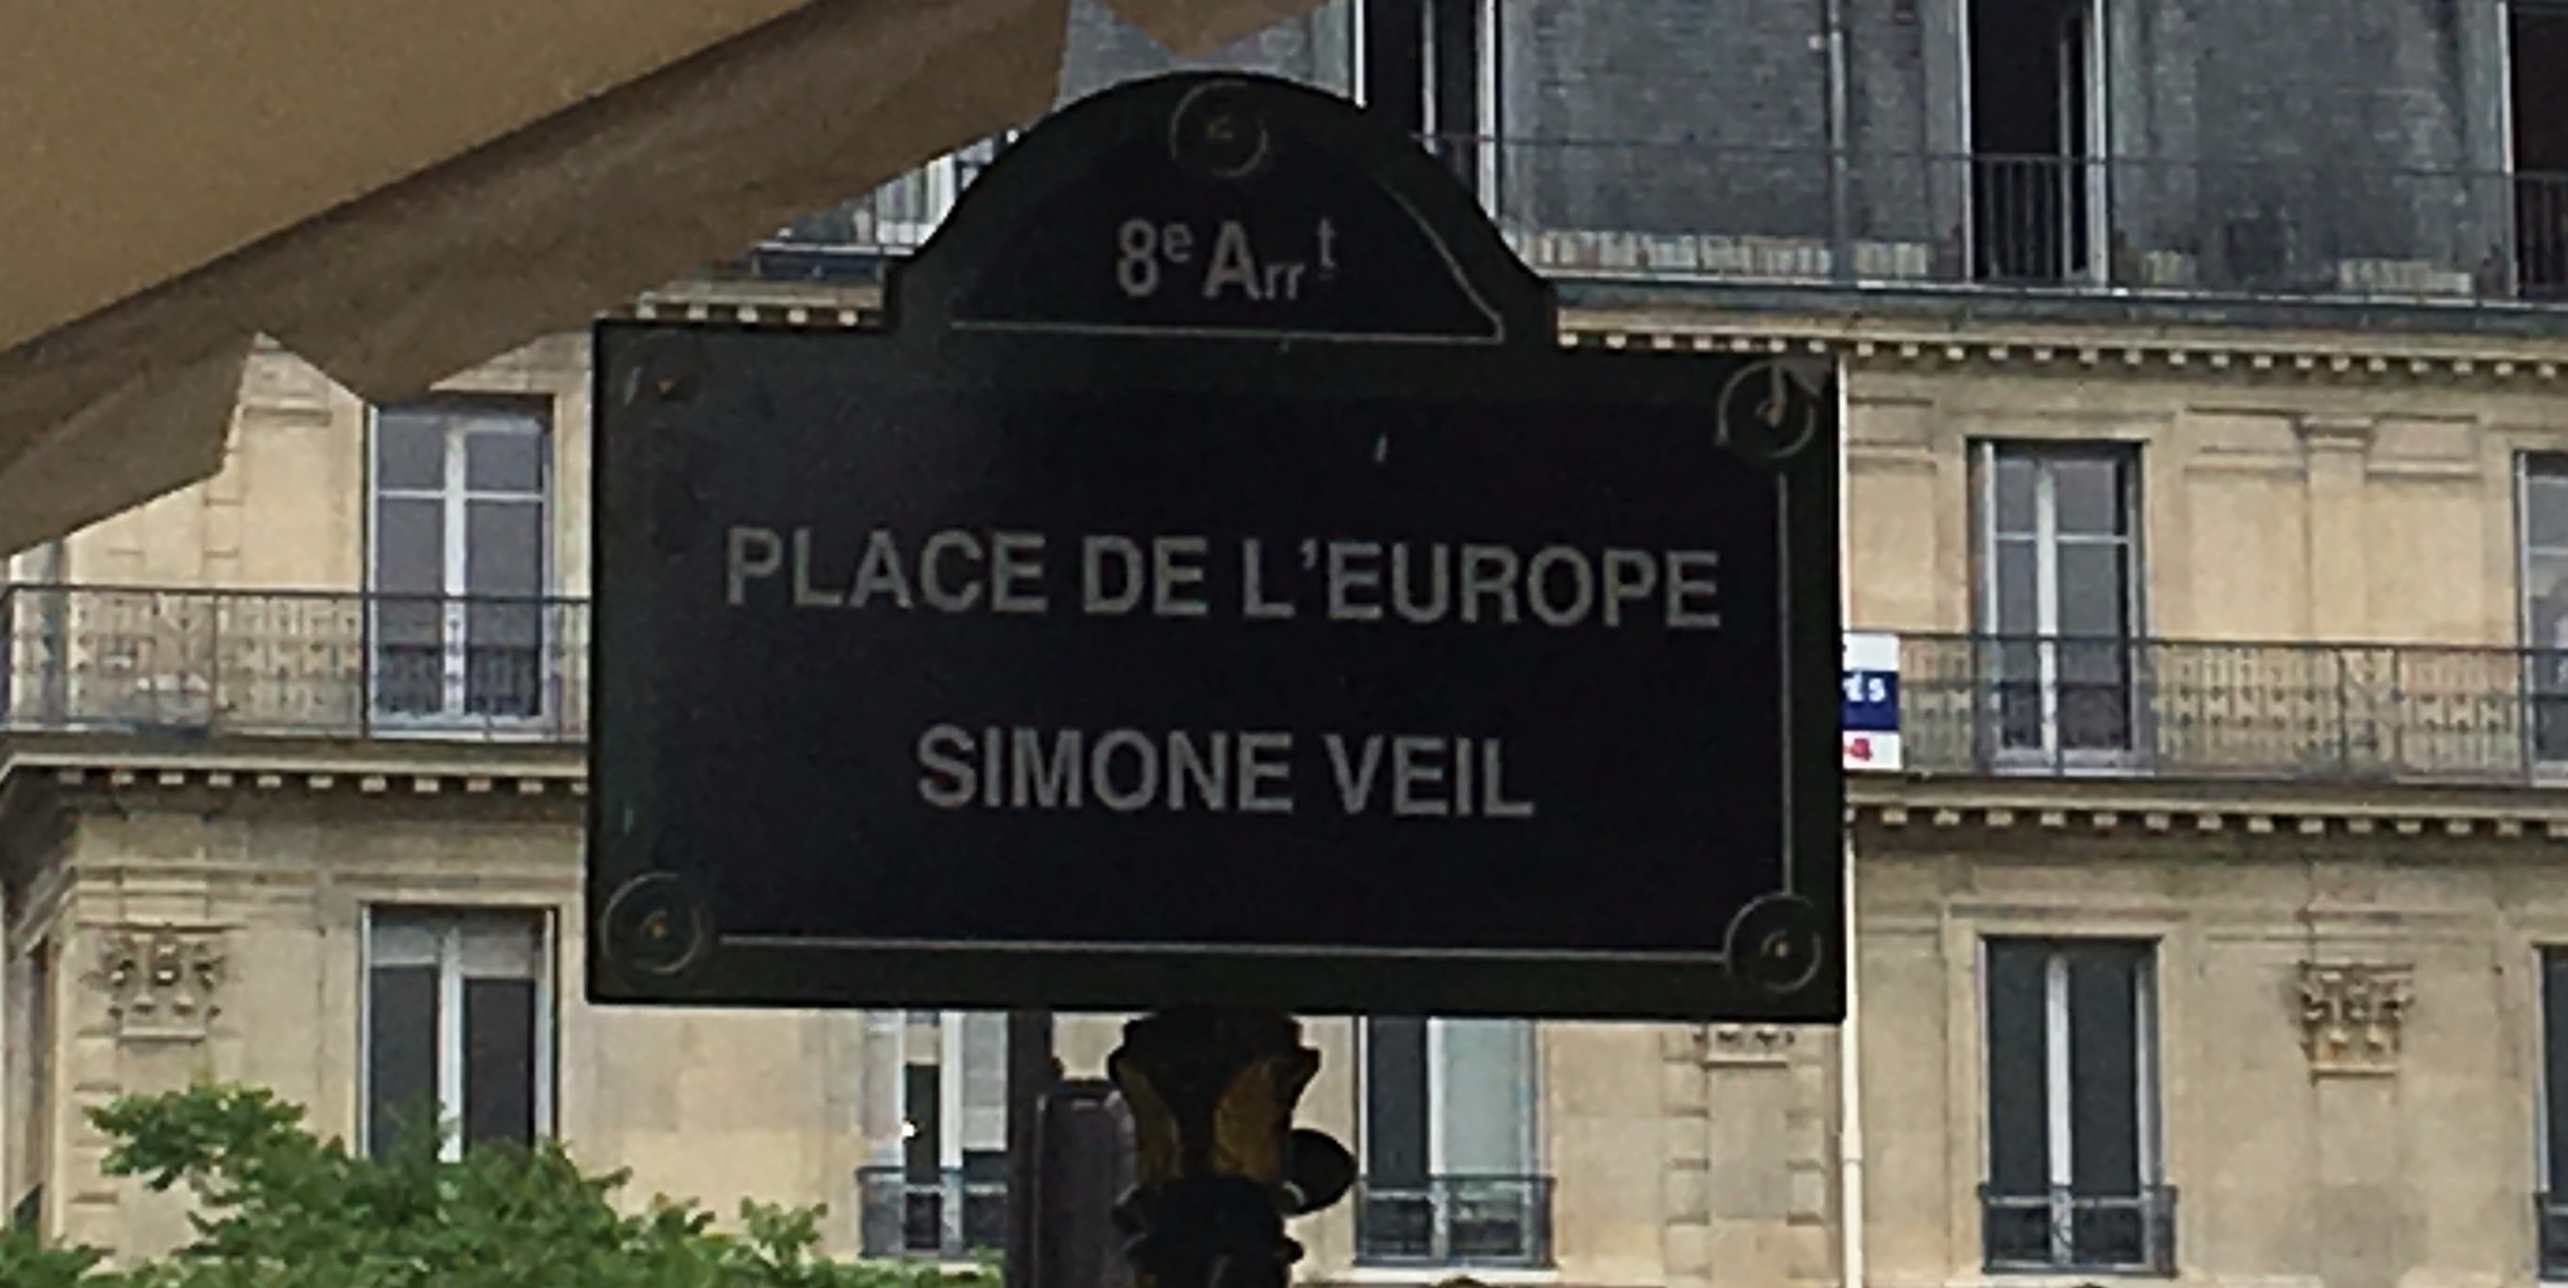 8e Arrt
PLACE DE L'EUROPE
SIMONE VEIL